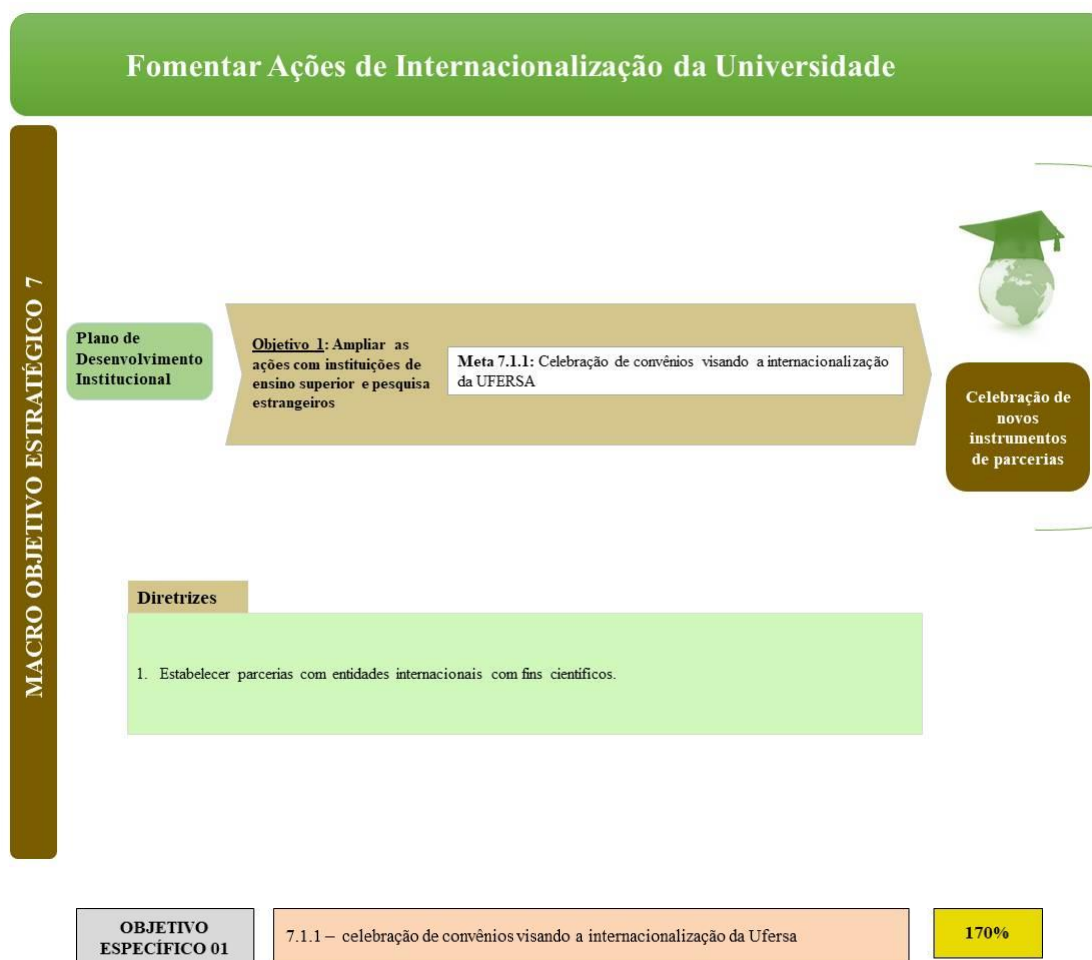 Fomentar Ações de Internacionalização da Universidade
MACRO OBJETIVO ESTRATÉGICO 7
Plano de
Desenvolvimento
Institucional
Objetivo 1: Ampliar as
ações com instituições de
ensino superior e pesquisa
estrangeiros
Meta 7.1.1: Celebração de convênios visando a internacionalização
da UFERSA
Celebração de
novos
instrumentos
de parcerias
Diretrizes
1. Estabelecer parcerias com entidades internacionais com fins científicos.
OBJETIVO
ESPECÍFICO 01
7.1.1 – celebração de convênios visando a internacionalização da Ufersa
170%